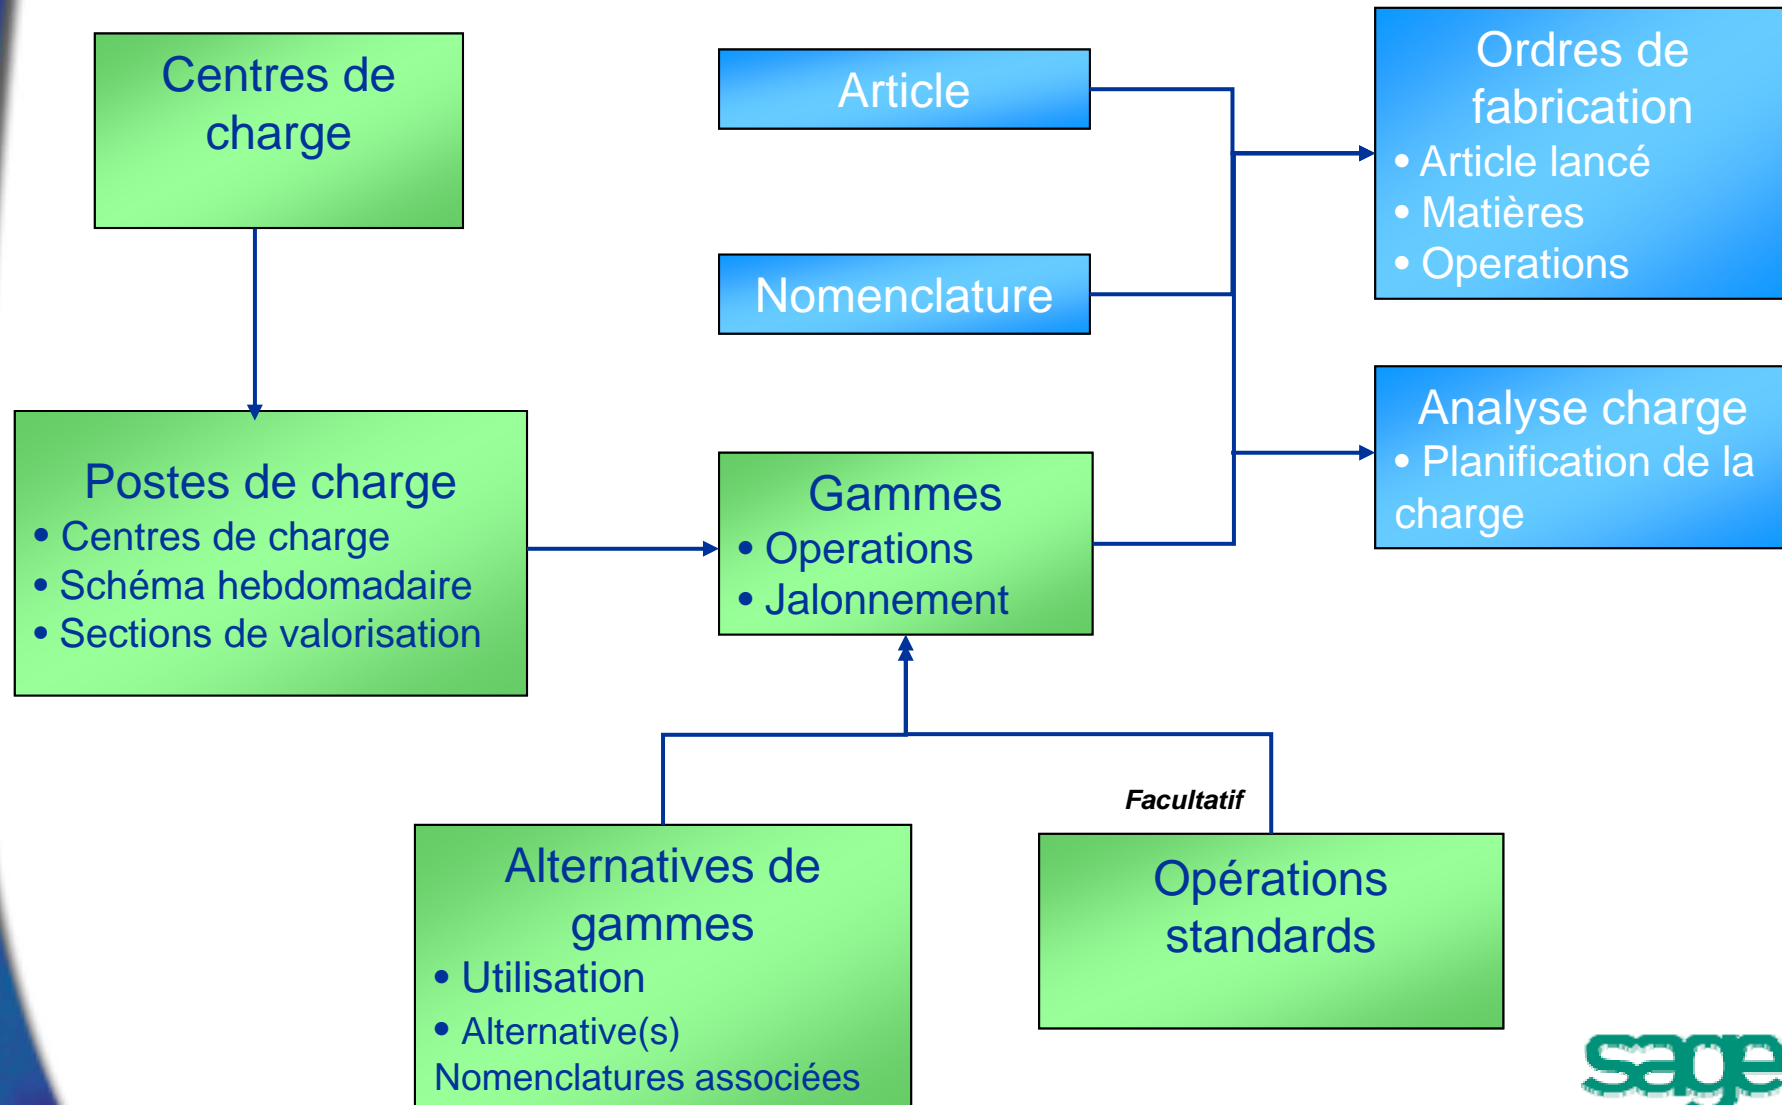 Centres de
charge
Article
Ordres de
fabrication
• Article lancé
• Matières
• Operations
Nomenclature
Analyse charge
• Planification de la
charge
Postes de charge
• Centres de charge
• Schéma hebdomadaire
• Sections de valorisation
Gammes
• Operations
• Jalonnement
Facultatif
Alternatives de
gammes
• Utilisation
• Alternative(s)
Nomenclatures associées
Opérations
standards
sage